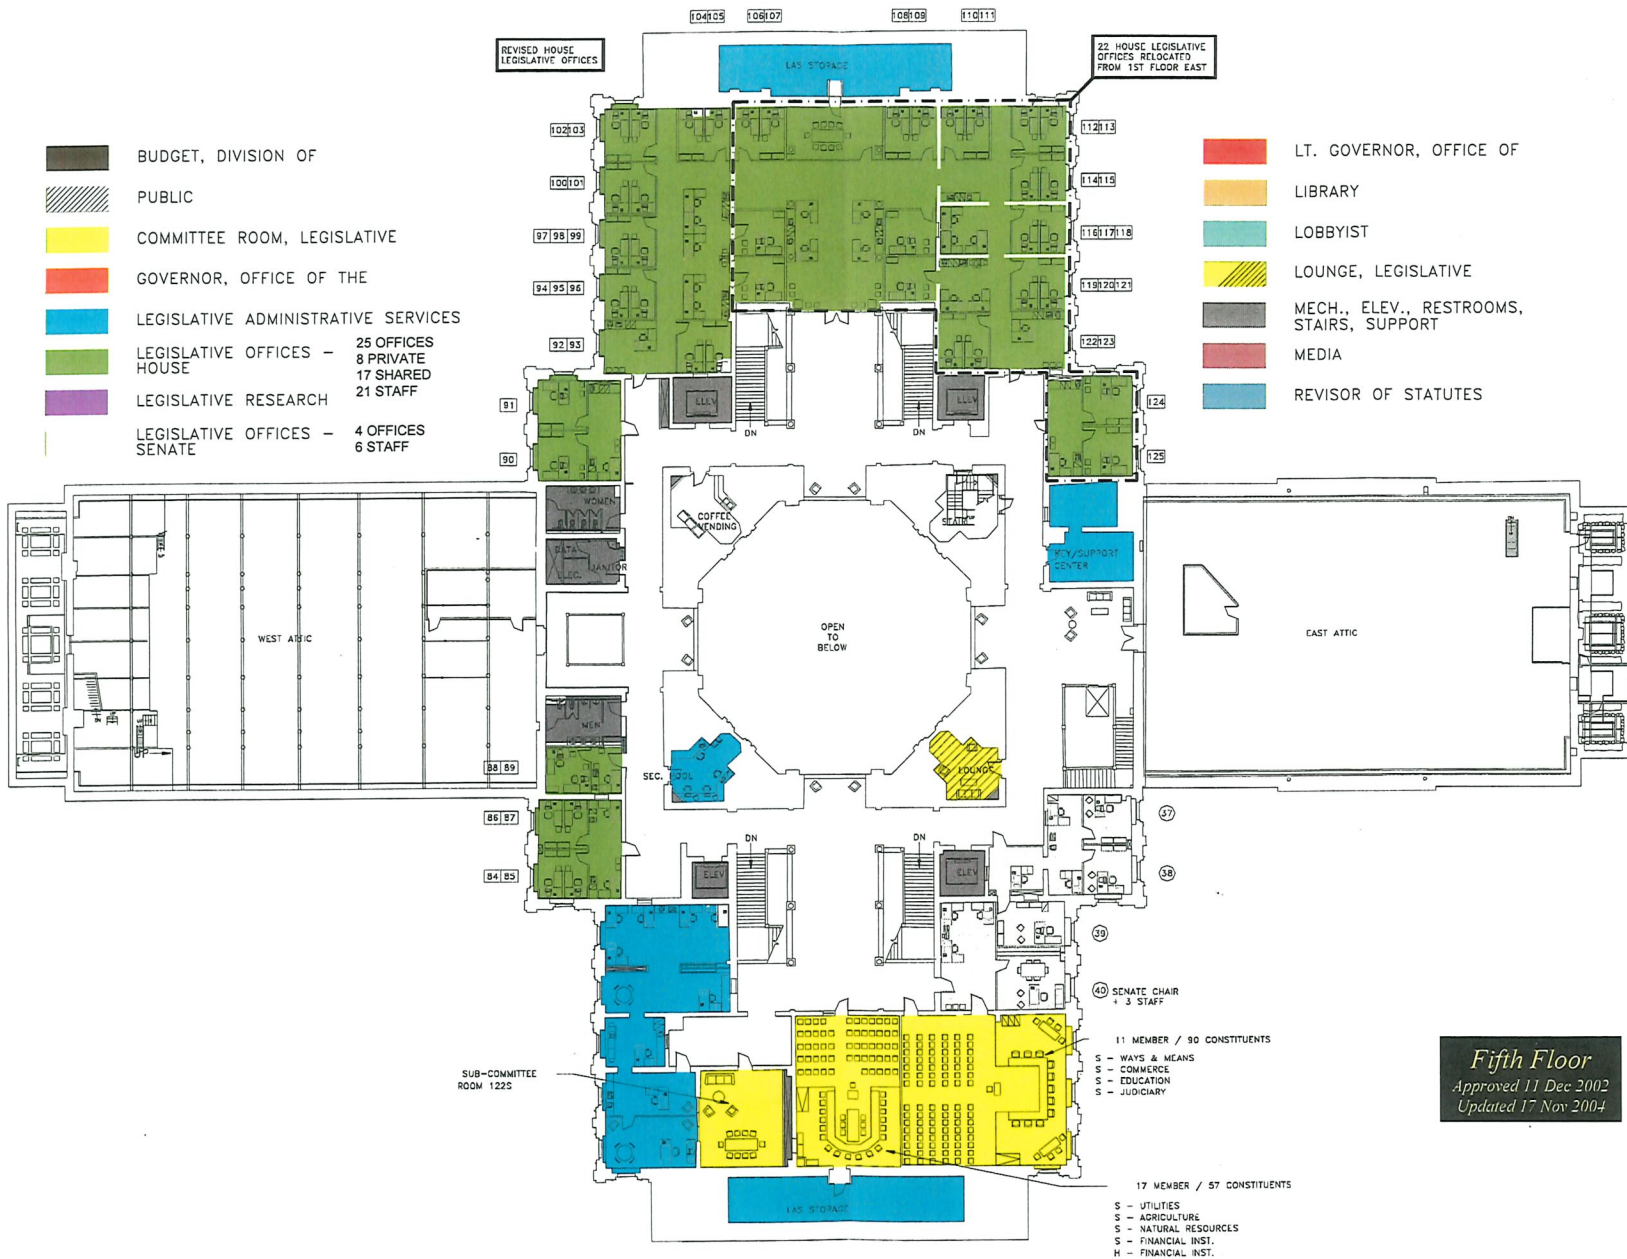 104 105
106 107
108 109
110 111
REVISED HOUSE
LEGISLATIVE OFFICES
22 HOUSE LEGISLATIVE
OFFICES RELOCATED
FROM 1ST FLOOR EAST
LAS STORAGE
BUDGET, DIVISION OF
PUBLIC
COMMITTEE ROOM, LEGISLATIVE
GOVERNOR, OFFICE OF THE
LEGISLATIVE ADMINISTRATIVE SERVICES
LEGISLATIVE OFFICES –
HOUSE
25 OFFICES
8 PRIVATE
17 SHARED
21 STAFF
LEGISLATIVE RESEARCH
LEGISLATIVE OFFICES –
SENATE
4 OFFICES
6 STAFF
102 103
100 101
97 98 99
94 95 96
92 93
91
90
112 113
114 115
116 117 118
119 120 121
122 123
124
125
LT. GOVERNOR, OFFICE OF
LIBRARY
LOBBYIST
LOUNGE, LEGISLATIVE
MECH., ELEV., RESTROOMS,
STAIRS, SUPPORT
MEDIA
REVISOR OF STATUTES
ELEV
DN
DN
ELEV
WOMEN
DATA
ELEC.
JANITOR
COFFEE
VENDING
STAIR
KEY/SUPPORT
CENTER
WEST ATTIC
OPEN
TO
BELOW
EAST ATTIC
MEN
88 89
SEC. POOL
LOUNGE
86 87
84 85
DN
DN
ELEV
ELEV
37
38
39
40 SENATE CHAIR
+ 3 STAFF
SUB-COMMITTEE
ROOM 122S
11 MEMBER / 90 CONSTITUENTS
S – WAYS & MEANS
S – COMMERCE
S – EDUCATION
S – JUDICIARY
Fifth Floor
Approved 11 Dec 2002
Updated 17 Nov 2004
LAS STORAGE
17 MEMBER / 57 CONSTITUENTS
S – UTILITIES
S – AGRICULTURE
S – NATURAL RESOURCES
S – FINANCIAL INST.
H – FINANCIAL INST.